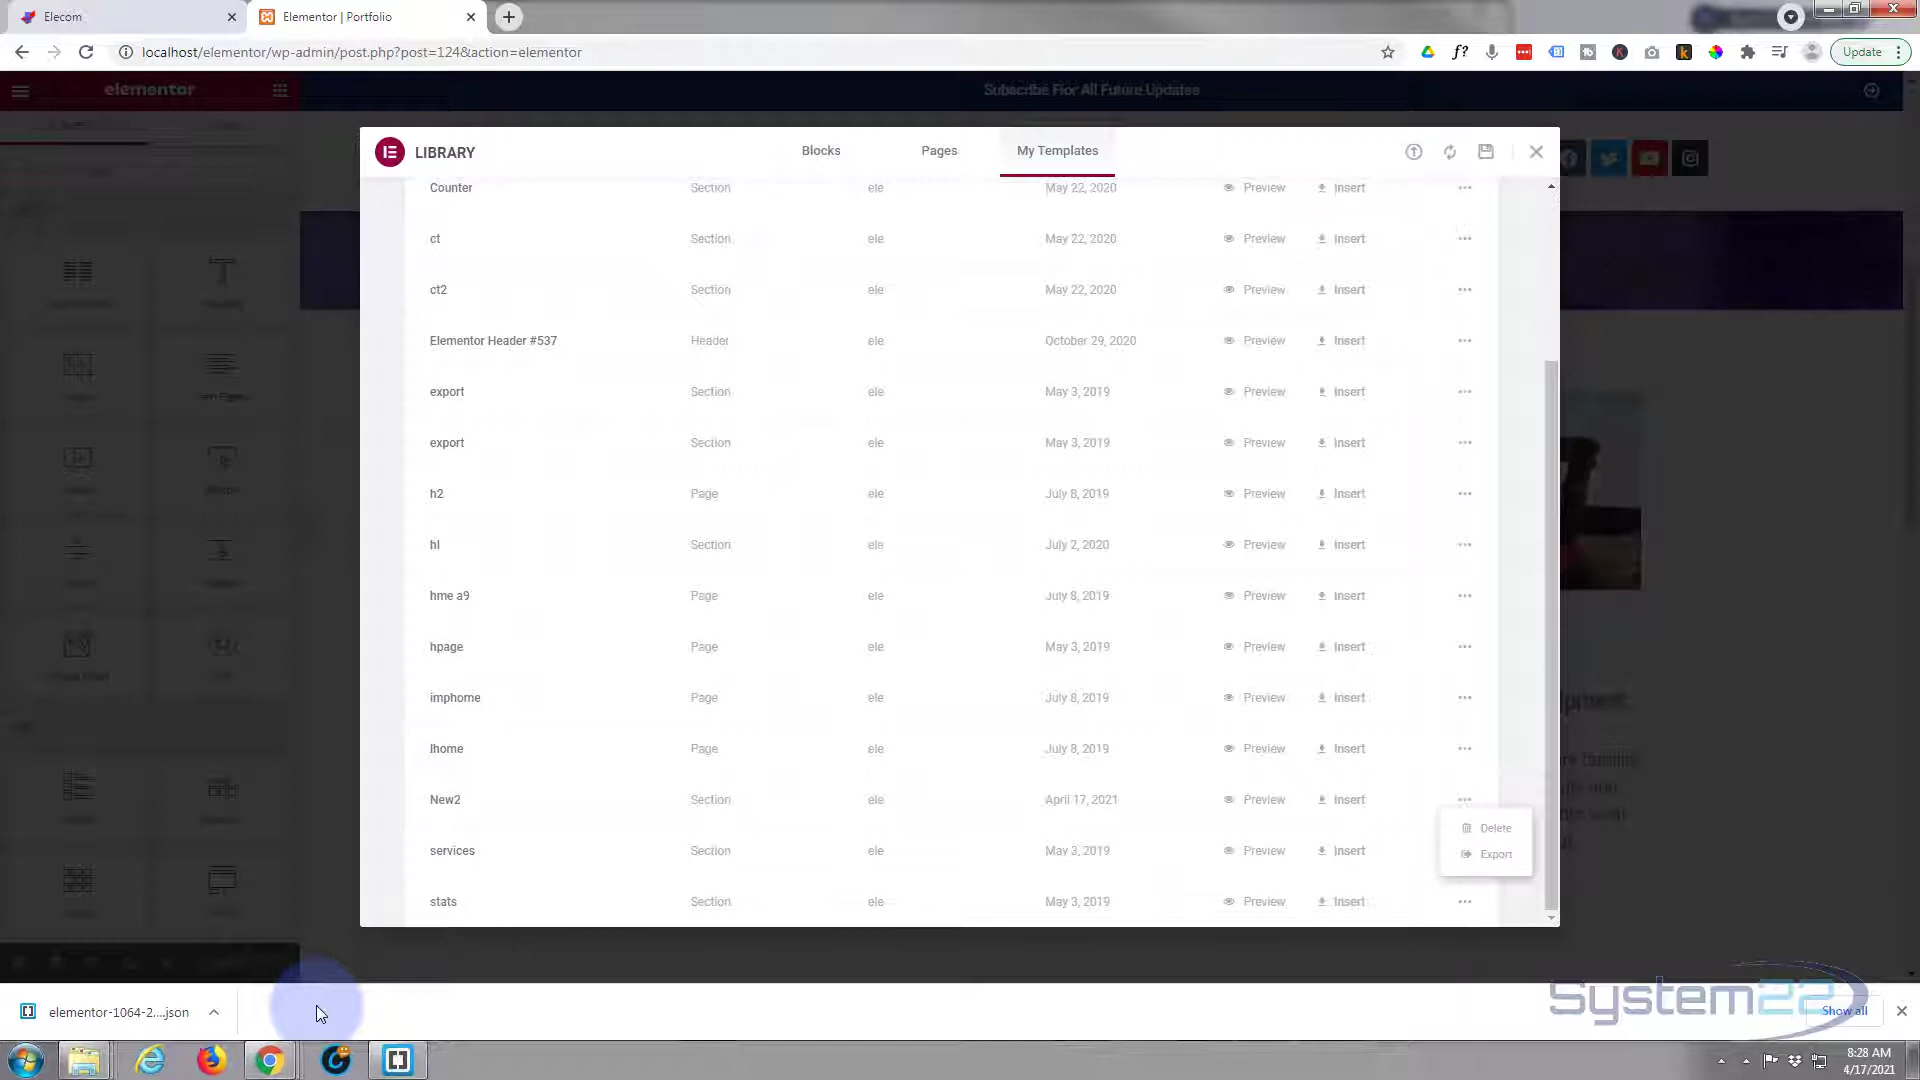 Elecom
Elementor | Portfolio
localhost/elementor/wp-admin/post.php?post=124&action=elementor
Update
elementor
Subscribe Fior All Future Updates
LIBRARY
Blocks
Pages
My Templates
Counter Section ele May 22, 2020 Preview Insert
ct Section ele May 22, 2020 Preview Insert
ct2 Section ele May 22, 2020 Preview Insert
Elementor Header #537 Header ele October 29, 2020 Preview Insert
export Section ele May 3, 2019 Preview Insert
export Section ele May 3, 2019 Preview Insert
h2 Page ele July 8, 2019 Preview Insert
hl Section ele July 2, 2020 Preview Insert
hme a9 Page ele July 8, 2019 Preview Insert
hpage Page ele May 3, 2019 Preview Insert
imphome Page ele July 8, 2019 Preview Insert
lhome Page ele July 8, 2019 Preview Insert
New2 Section ele April 17, 2021 Preview Insert
Delete
services Section ele May 3, 2019 Preview Insert
Export
stats Section ele May 3, 2019 Preview Insert
elementor-1064-2....json
System22
Show all
8:28 AM
4/17/2021